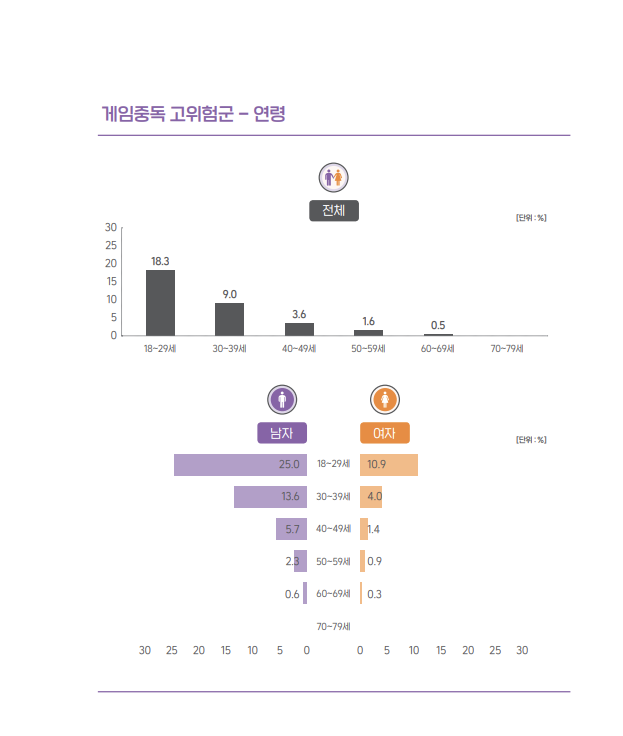 게임중독 고위험군 - 연령
전체
[단위 : %]
30
25
20
15
10
5
0
18.3
9.0
3.6
1.6
0.5
18~29세 30~39세 40~49세 50~59세 60~69세 70~79세
남자 여자
[단위 : %]
25.0 18~29세 10.9
13.6 30~39세 4.0
5.7 40~49세 1.4
2.3 50~59세 0.9
0.6 60~69세 0.3
70~79세
30 25 20 15 10 5 0 0 5 10 15 20 25 30